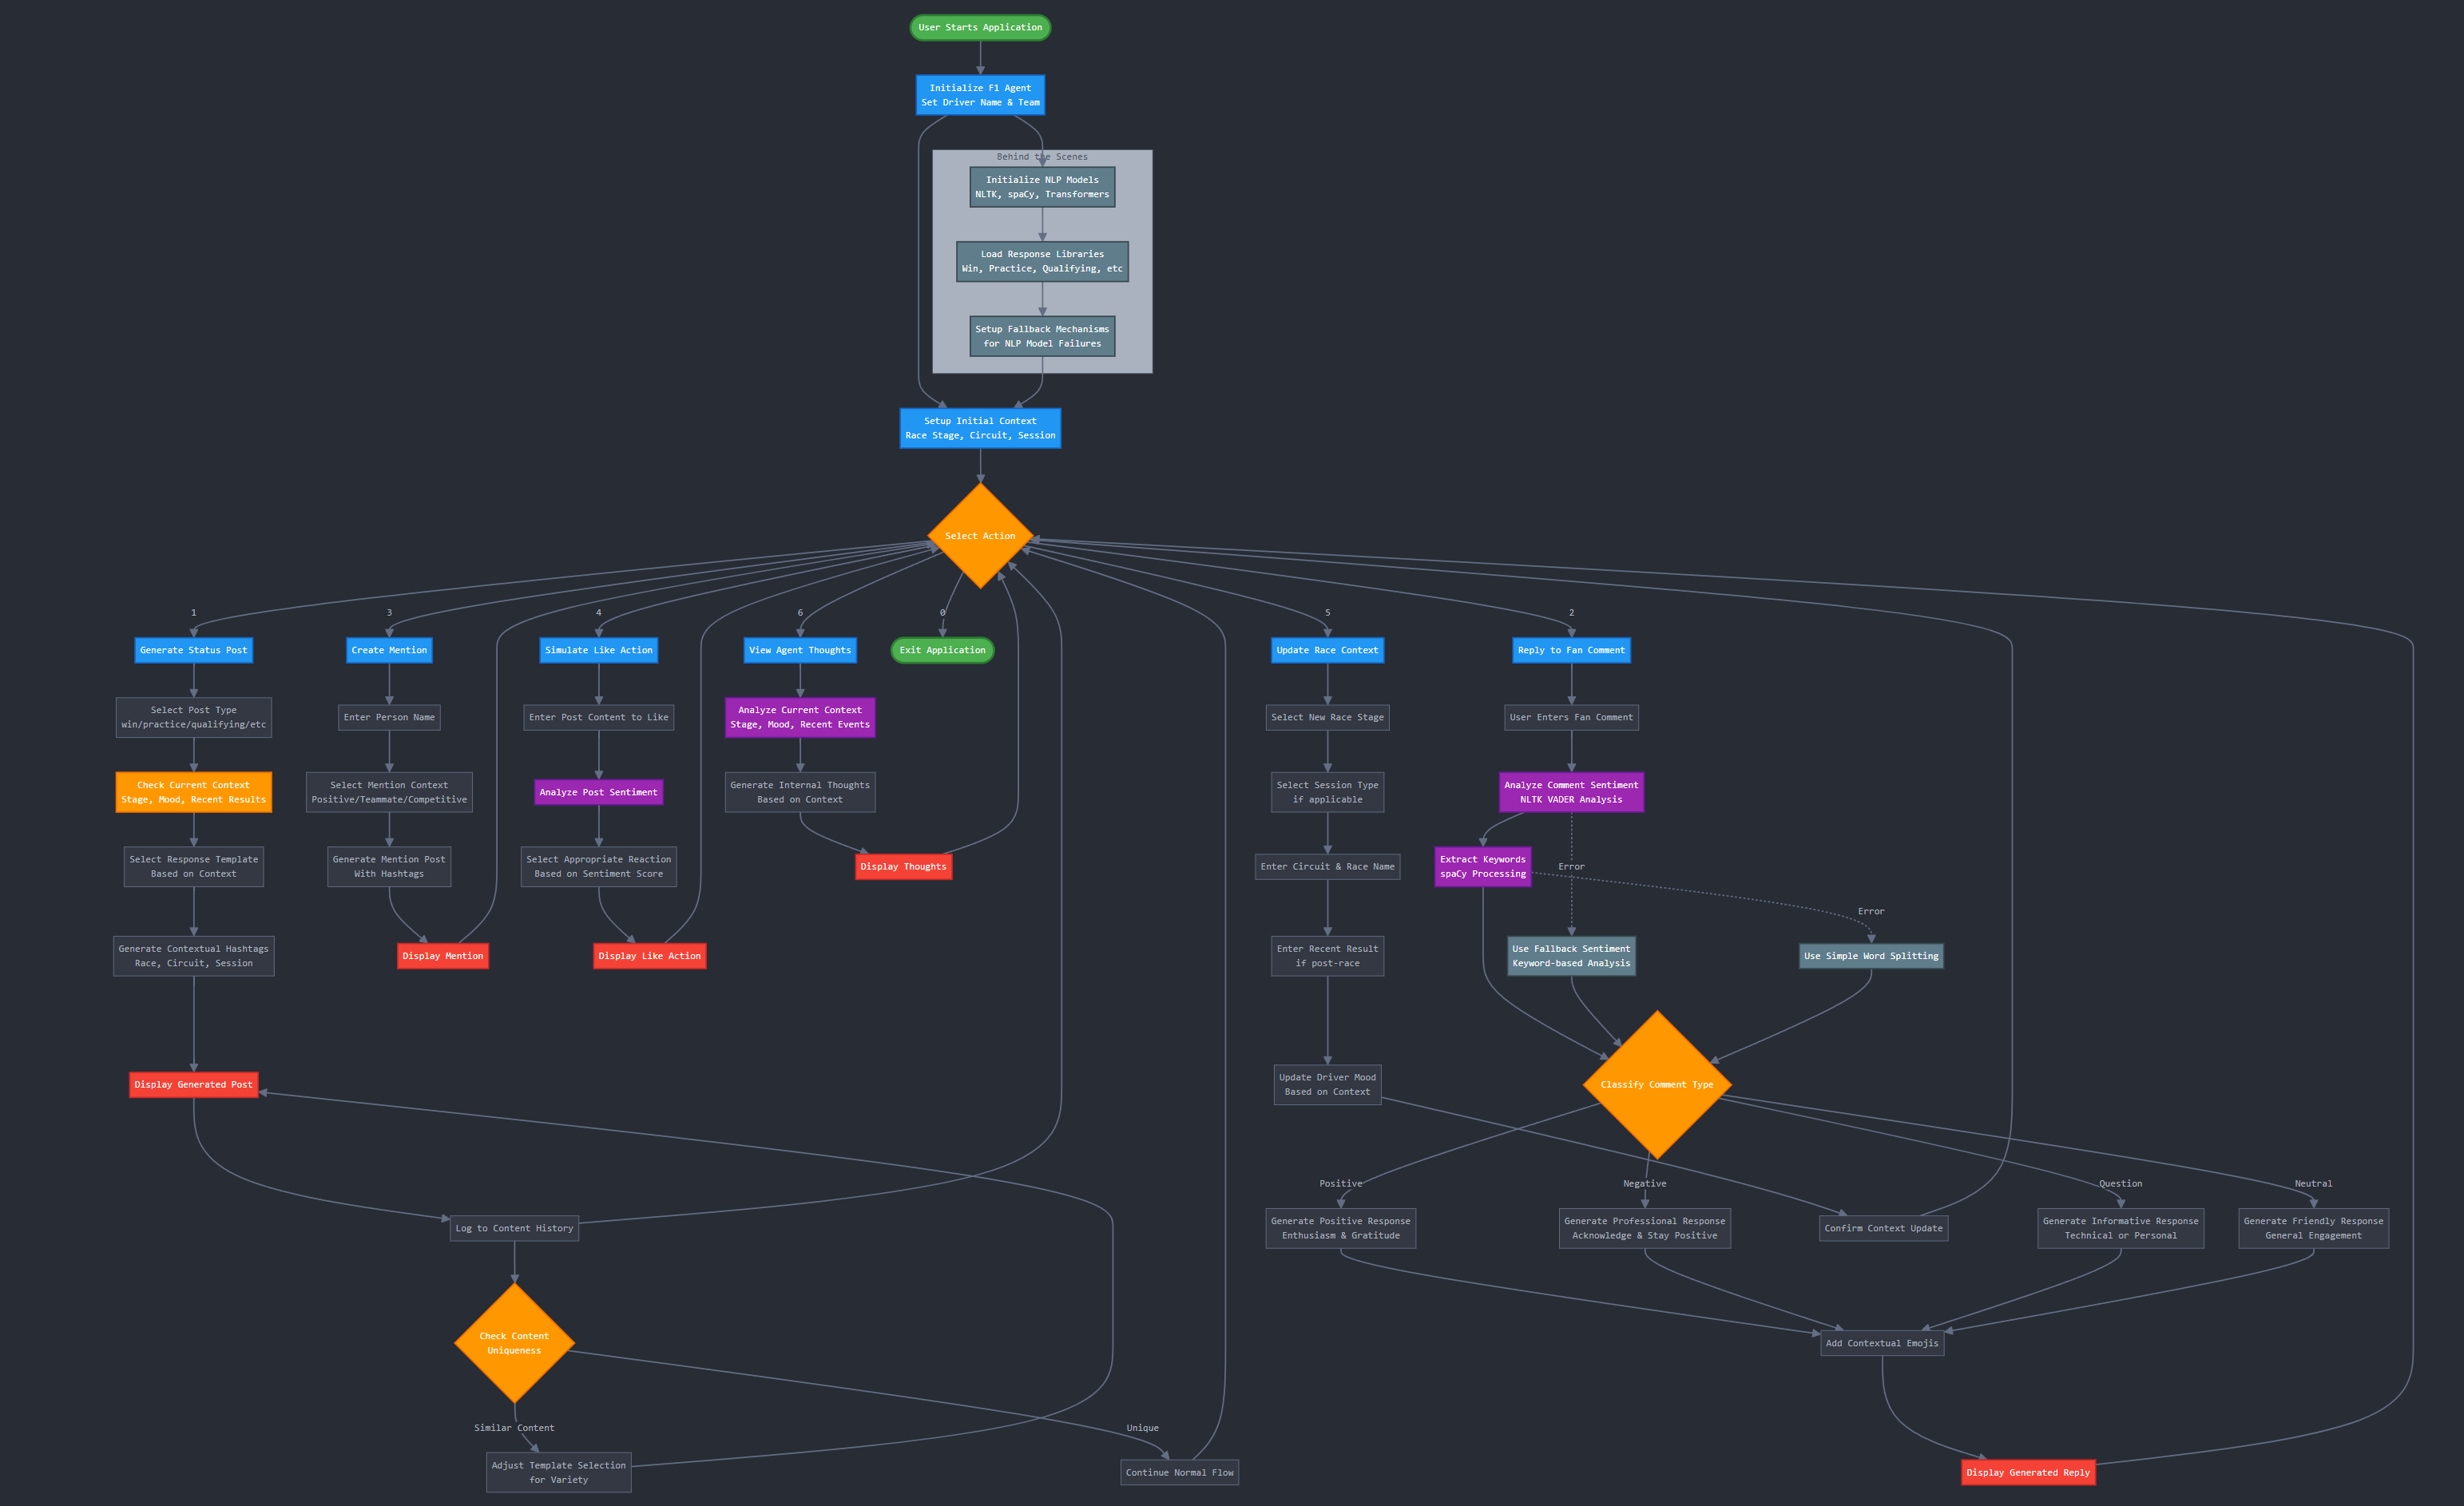 User Starts Application
Initialize F1 Agent
Set Driver Name & Team
Behind the Scenes
Initialize NLP Models
NLTK, spaCy, Transformers
Load Response Libraries
Win, Practice, Qualifying, etc
Setup Fallback Mechanisms
for NLP Model Failures
Setup Initial Context
Race Stage, Circuit, Session
Select Action
1
3
4
6
0
5
2
Generate Status Post
Create Mention
Simulate Like Action
View Agent Thoughts
Exit Application
Update Race Context
Reply to Fan Comment
Select Post Type
win/practice/qualifying/etc
Enter Person Name
Enter Post Content to Like
Analyze Current Context
Stage, Mood, Recent Events
Select New Race Stage
User Enters Fan Comment
Check Current Context
Stage, Mood, Recent Results
Select Mention Context
Positive/Teammate/Competitive
Analyze Post Sentiment
Generate Internal Thoughts
Based on Context
Select Session Type
if applicable
Analyze Comment Sentiment
NLTK VADER Analysis
Select Response Template
Based on Context
Generate Mention Post
With Hashtags
Select Appropriate Reaction
Based on Sentiment Score
Display Thoughts
Enter Circuit & Race Name
Extract Keywords
spaCy Processing
Error
Error
Generate Contextual Hashtags
Race, Circuit, Session
Display Mention
Display Like Action
Enter Recent Result
if post-race
Use Fallback Sentiment
Keyword-based Analysis
Use Simple Word Splitting
Display Generated Post
Update Driver Mood
Based on Context
Classify Comment Type
Positive
Negative
Question
Neutral
Log to Content History
Generate Positive Response
Enthusiasm & Gratitude
Generate Professional Response
Acknowledge & Stay Positive
Confirm Context Update
Generate Informative Response
Technical or Personal
Generate Friendly Response
General Engagement
Check Content
Uniqueness
Add Contextual Emojis
Similar Content
Unique
Adjust Template Selection
for Variety
Continue Normal Flow
Display Generated Reply